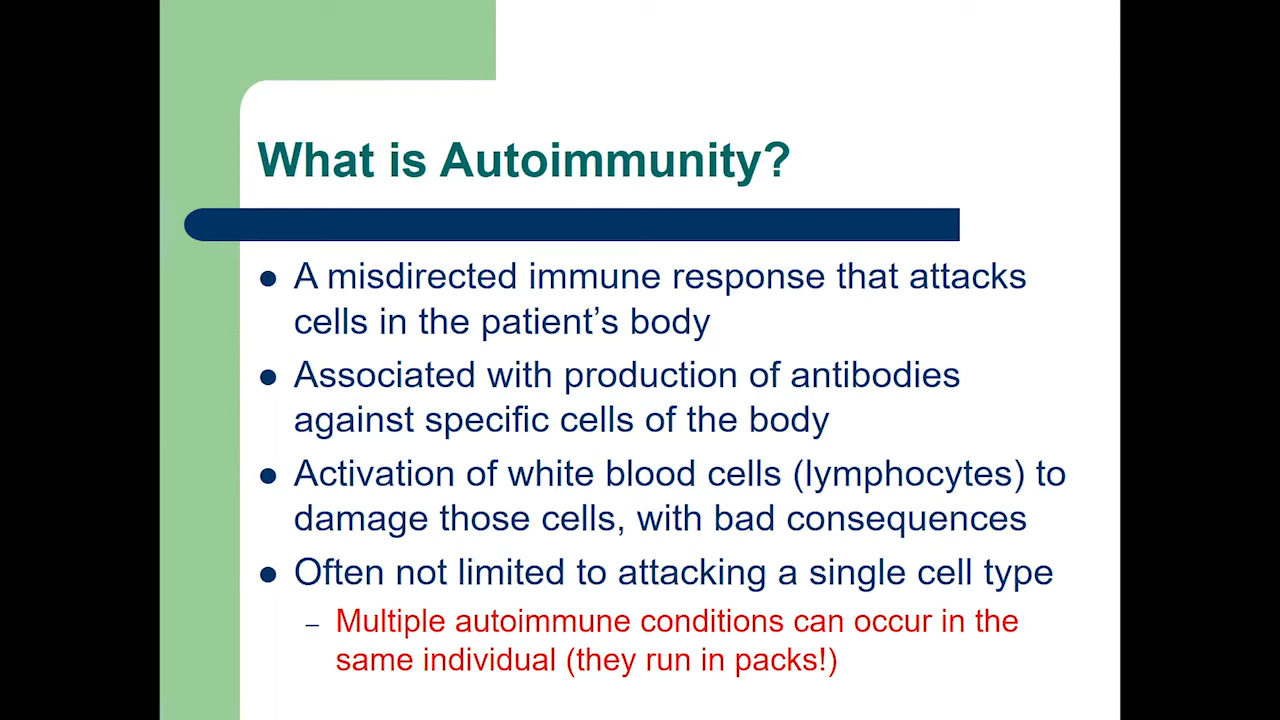 What is Autoimmunity?
● A misdirected immune response that attacks
cells in the patient’s body
● Associated with production of antibodies
against specific cells of the body
● Activation of white blood cells (lymphocytes) to
damage those cells, with bad consequences
● Often not limited to attacking a single cell type
– Multiple autoimmune conditions can occur in the
same individual (they run in packs!)